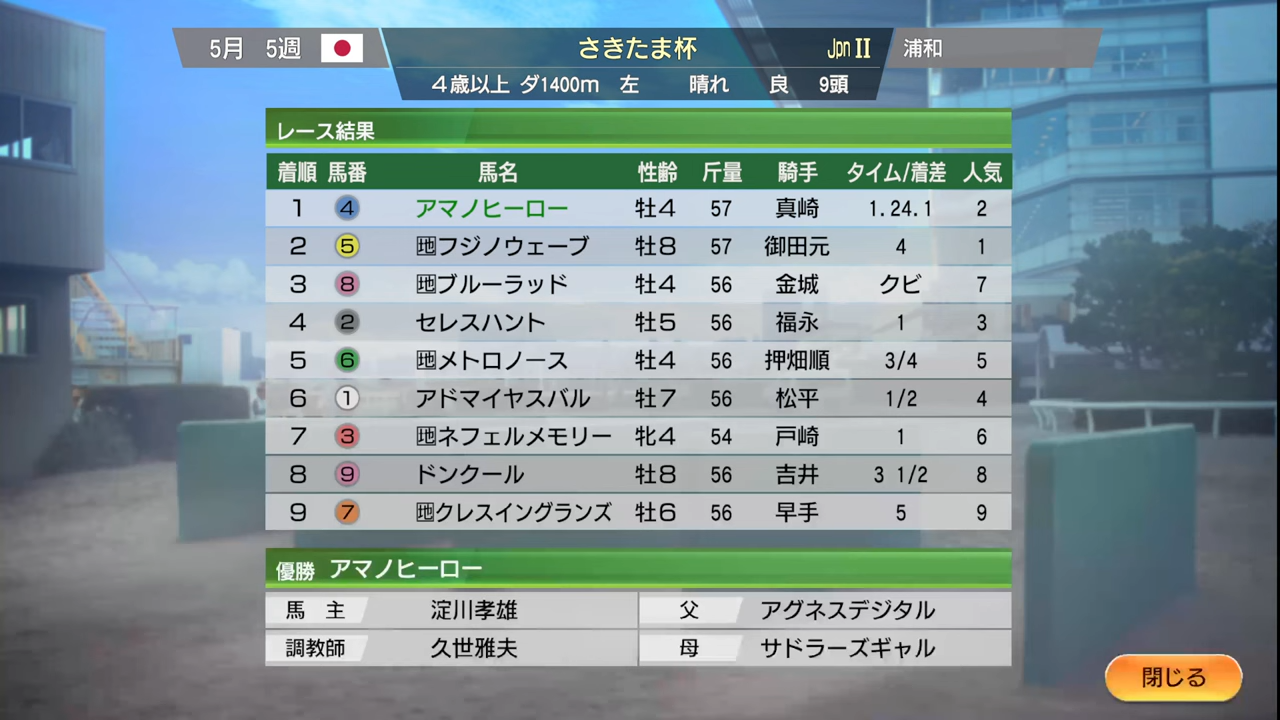 5月 5週 さきたま杯 JpnⅡ 浦和
4歳以上 ダ1400m 左 晴れ 良 9頭
レース結果
着順 馬番 馬名 性齢 斤量 騎手 タイム/着差 人気
1 4 アマノヒーロー 牡4 57 真崎 1.24.1 2
2 5 地フジノウェーブ 牡8 57 御田元 4 1
3 8 地ブルーラッド 牡4 56 金城 クビ 7
4 2 セレスハント 牡5 56 福永 1 3
5 6 地メトロノース 牡4 56 押畑順 3/4 5
6 1 アドマイヤスバル 牡7 56 松平 1/2 4
7 3 地ネフェルメモリー 牝4 54 戸崎 1 6
8 9 ドンクール 牡8 56 吉井 3 1/2 8
9 7 地クレスイングランズ 牡6 56 早手 5 9
優勝 アマノヒーロー
馬主 淀川孝雄 父 アグネスデジタル
調教師 久世雅夫 母 サドラーズギャル
閉じる